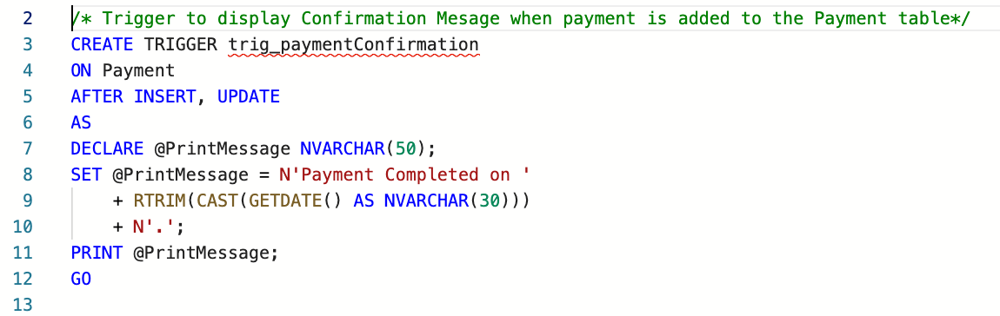 2 /* Trigger to display Confirmation Mesage when payment is added to the Payment table*/
3 CREATE TRIGGER trig_paymentConfirmation
4 ON Payment
5 AFTER INSERT, UPDATE
6 AS
7 DECLARE @PrintMessage NVARCHAR(50);
8 SET @PrintMessage = N'Payment Completed on '
9 + RTRIM(CAST(GETDATE() AS NVARCHAR(30)))
10 + N'.';
11 PRINT @PrintMessage;
12 GO
13